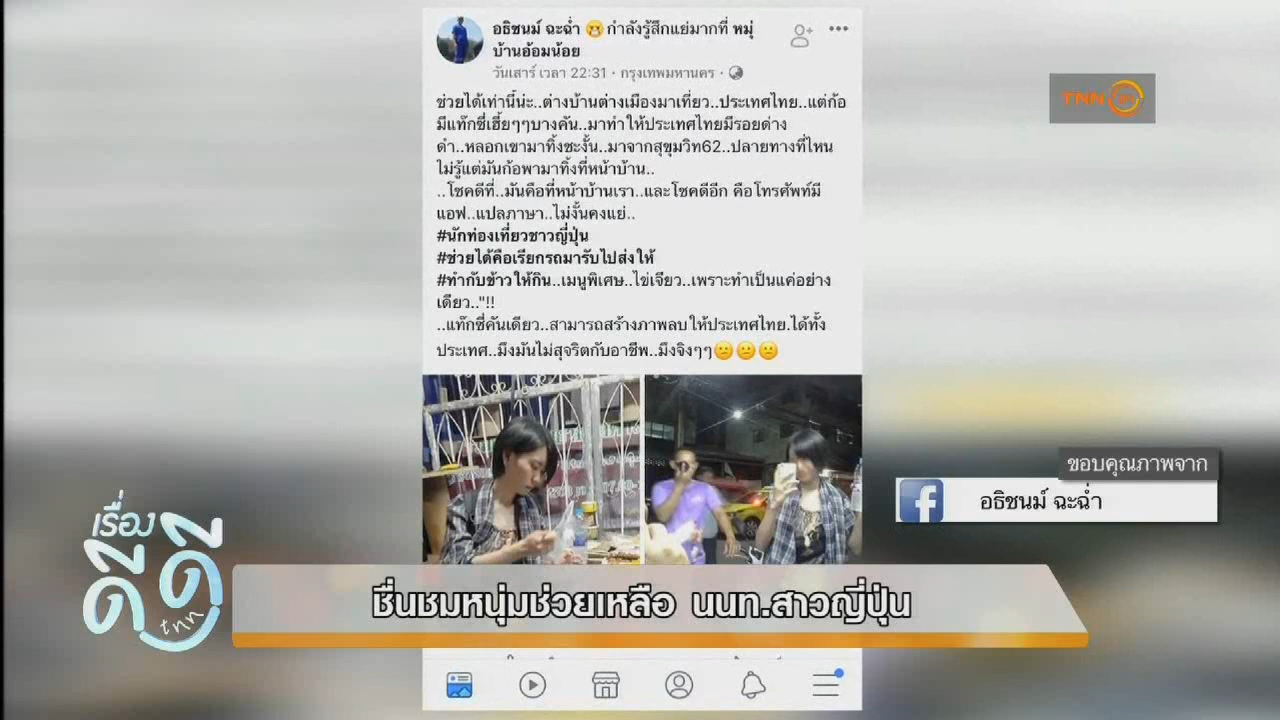 อธิชนม์ ฉะฉ่ำ 😷 กำลังรู้สึกแย่มากที่ หมู่
บ้านอ้อมน้อย
วันเสาร์ เวลา 22:31 · กรุงเทพมหานคร ·
ช่วยได้เท่านี้น่ะ..ต่างบ้านต่างเมืองมาเที่ยว..ประเทศไทย..แต่ก้อ
มีแท๊กซี่เฮี้ยๆๆบางคัน..มาทำให้ประเทศไทยมีรอยด่าง
ดำ..หลอกเขามาทิ้งซะงั้น..มาจากสุขุมวิท62..ปลายทางที่ไหน
ไม่รู้แต่มันก้อพามาทิ้งที่หน้าบ้าน..
..โชคดีที่..มันคือที่หน้าบ้านเรา..และโชคดีอีก คือโทรศัพท์มี
แอฟ..แปลภาษา..ไม่งั้นคงแย่..
#นักท่องเที่ยวชาวญี่ปุ่น
#ช่วยได้คือเรียกรถมารับไปส่งให้
#ทำกับข้าวให้กิน..เมนูพิเศษ..ไข่เจียว..เพราะทำเป็นแค่อย่าง
เดียว.."!!
..แท๊กซี่คันเดียว..สามารถสร้างภาพลบให้ประเทศไทย.ได้ทั้ง
ประเทศ..มึงมันไม่สุจริตกับอาชีพ..มึงจิงๆๆ😕😕😕
TNN
ขอบคุณภาพจาก
อธิชนม์ ฉะฉ่ำ
เรื่อง
ดีดี
tnn
ชื่นชมหนุ่มช่วยเหลือ นนท.สาวญี่ปุ่น